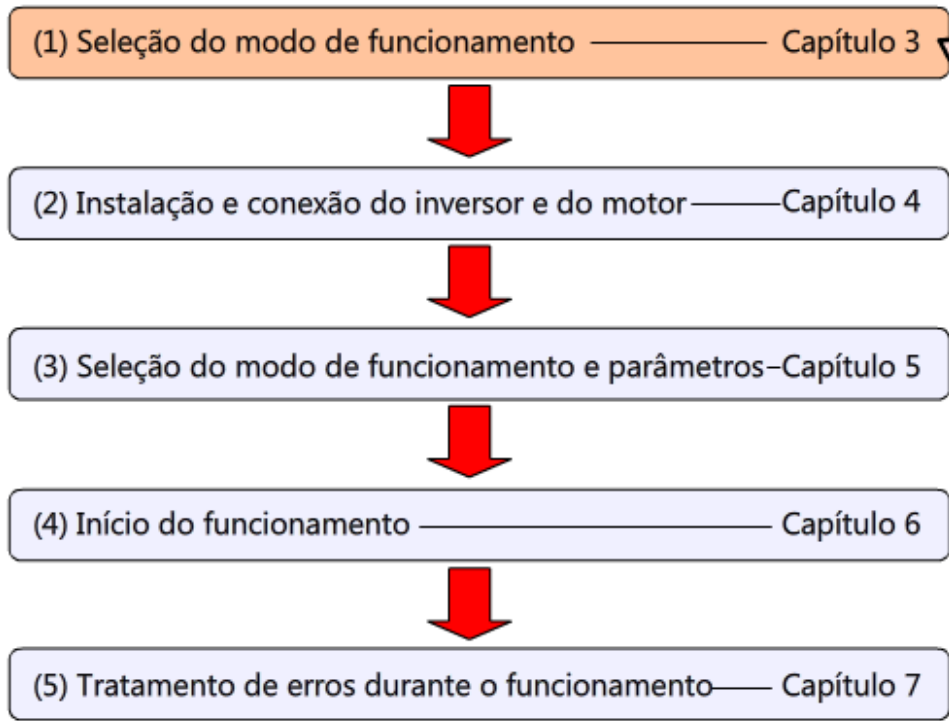 (1) Seleção do modo de funcionamento Capítulo 3
(2) Instalação e conexão do inversor e do motor Capítulo 4
(3) Seleção do modo de funcionamento e parâmetros Capítulo 5
(4) Início do funcionamento Capítulo 6
(5) Tratamento de erros durante o funcionamento Capítulo 7